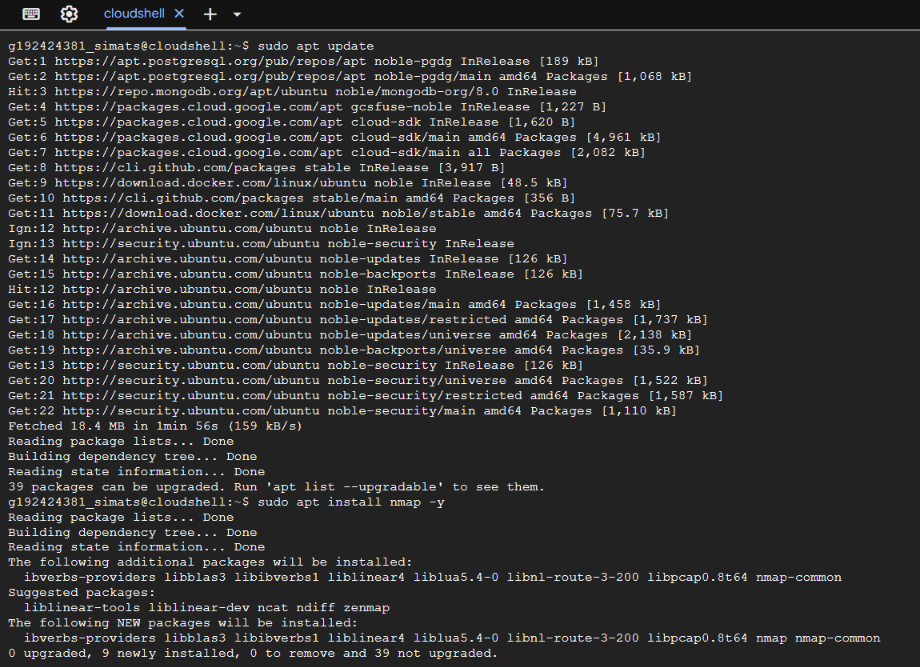 cloudshell
g192424381_simats@cloudshell:~$ sudo apt update
Get:1 https://apt.postgresql.org/pub/repos/apt noble-pgdg InRelease [189 kB]
Get:2 https://apt.postgresql.org/pub/repos/apt noble-pgdg/main amd64 Packages [1,068 kB]
Hit:3 https://repo.mongodb.org/apt/ubuntu noble/mongodb-org/8.0 InRelease
Get:4 https://packages.cloud.google.com/apt gcsfuse-noble InRelease [1,227 B]
Get:5 https://packages.cloud.google.com/apt cloud-sdk InRelease [1,620 B]
Get:6 https://packages.cloud.google.com/apt cloud-sdk/main amd64 Packages [4,961 kB]
Get:7 https://packages.cloud.google.com/apt cloud-sdk/main all Packages [2,082 kB]
Get:8 https://cli.github.com/packages stable InRelease [3,917 B]
Get:9 https://download.docker.com/linux/ubuntu noble InRelease [48.5 kB]
Get:10 https://cli.github.com/packages stable/main amd64 Packages [356 B]
Get:11 https://download.docker.com/linux/ubuntu noble/stable amd64 Packages [75.7 kB]
Ign:12 http://archive.ubuntu.com/ubuntu noble InRelease
Ign:13 http://security.ubuntu.com/ubuntu noble-security InRelease
Get:14 http://archive.ubuntu.com/ubuntu noble-updates InRelease [126 kB]
Get:15 http://archive.ubuntu.com/ubuntu noble-backports InRelease [126 kB]
Hit:12 http://archive.ubuntu.com/ubuntu noble InRelease
Get:16 http://archive.ubuntu.com/ubuntu noble-updates/main amd64 Packages [1,458 kB]
Get:17 http://archive.ubuntu.com/ubuntu noble-updates/restricted amd64 Packages [1,737 kB]
Get:18 http://archive.ubuntu.com/ubuntu noble-updates/universe amd64 Packages [2,138 kB]
Get:19 http://archive.ubuntu.com/ubuntu noble-backports/universe amd64 Packages [35.9 kB]
Get:13 http://security.ubuntu.com/ubuntu noble-security InRelease [126 kB]
Get:20 http://security.ubuntu.com/ubuntu noble-security/universe amd64 Packages [1,522 kB]
Get:21 http://security.ubuntu.com/ubuntu noble-security/restricted amd64 Packages [1,587 kB]
Get:22 http://security.ubuntu.com/ubuntu noble-security/main amd64 Packages [1,110 kB]
Fetched 18.4 MB in 1min 56s (159 kB/s)
Reading package lists... Done
Building dependency tree... Done
Reading state information... Done
39 packages can be upgraded. Run 'apt list --upgradable' to see them.
g192424381_simats@cloudshell:~$ sudo apt install nmap -y
Reading package lists... Done
Building dependency tree... Done
Reading state information... Done
The following additional packages will be installed:
  ibverbs-providers libblas3 libibverbs1 liblinear4 liblua5.4-0 libnl-route-3-200 libpcap0.8t64 nmap-common
Suggested packages:
  liblinear-tools liblinear-dev ncat ndiff zenmap
The following NEW packages will be installed:
  ibverbs-providers libblas3 libibverbs1 liblinear4 liblua5.4-0 libnl-route-3-200 libpcap0.8t64 nmap nmap-common
0 upgraded, 9 newly installed, 0 to remove and 39 not upgraded.